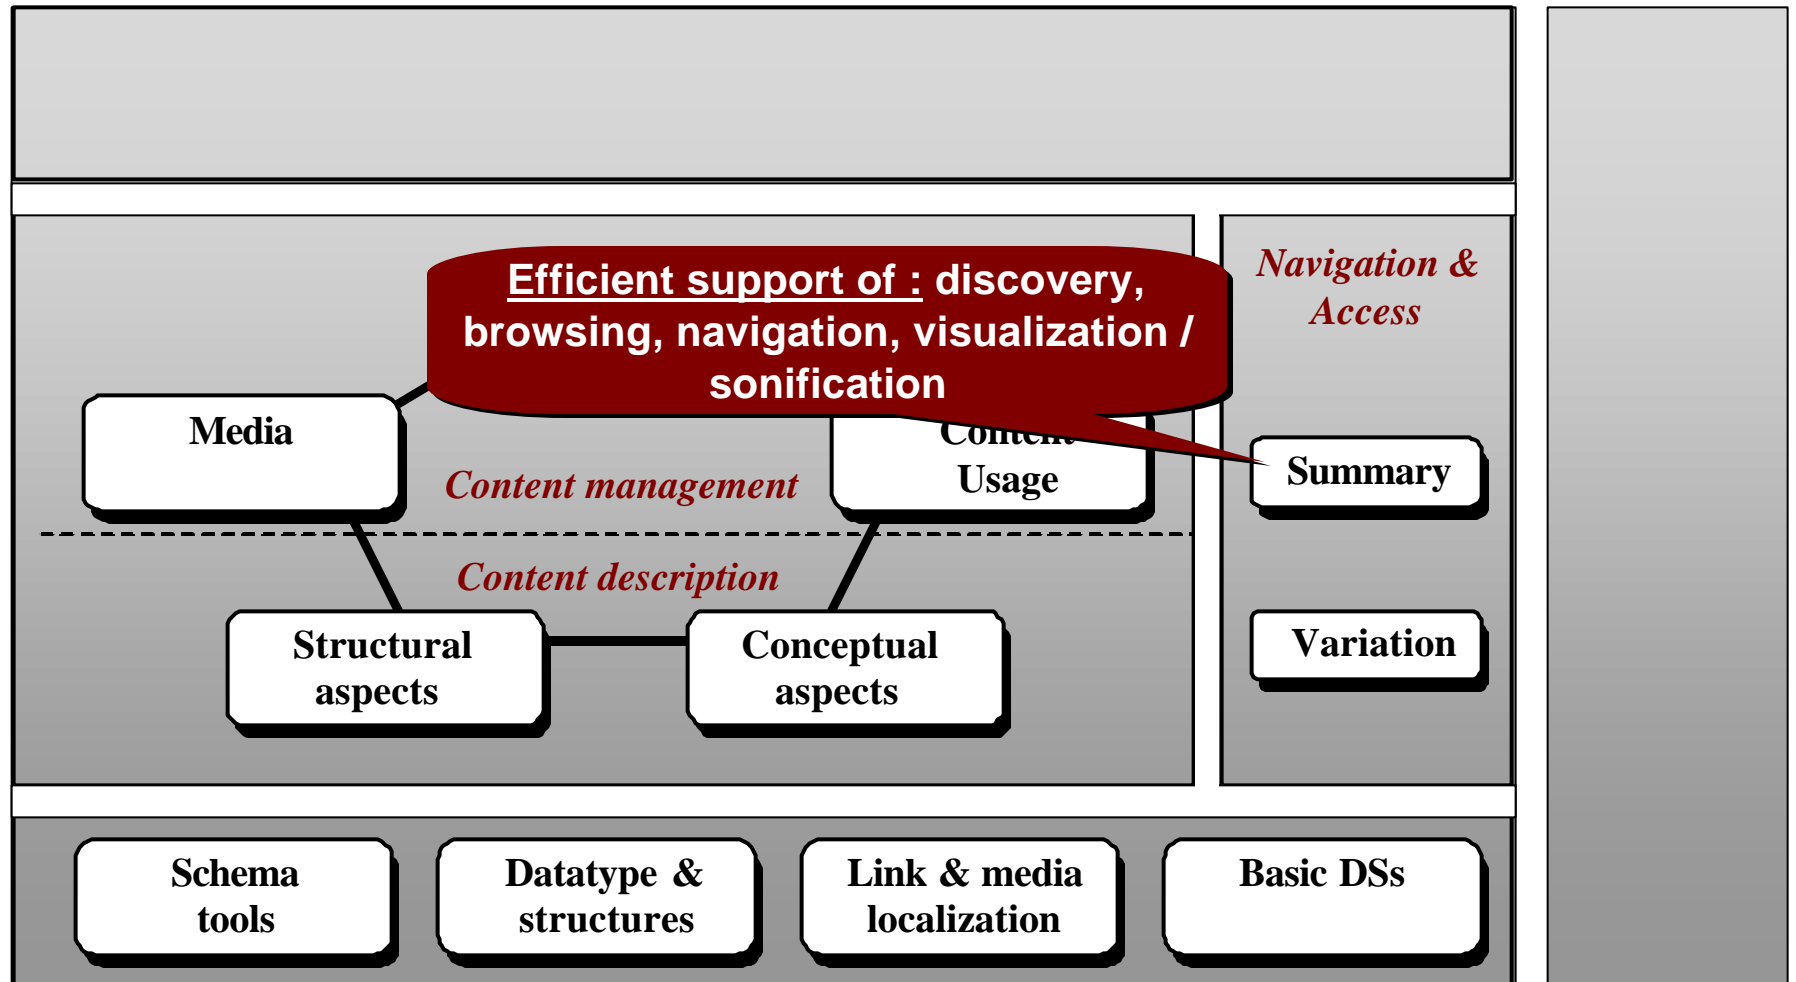 Efficient support of : discovery,
browsing, navigation, visualization /
sonification
Navigation &
Access
Media
Content
Usage
Content management
Summary
Content description
Structural
aspects
Conceptual
aspects
Variation
Schema
tools
Datatype &
structures
Link & media
localization
Basic DSs